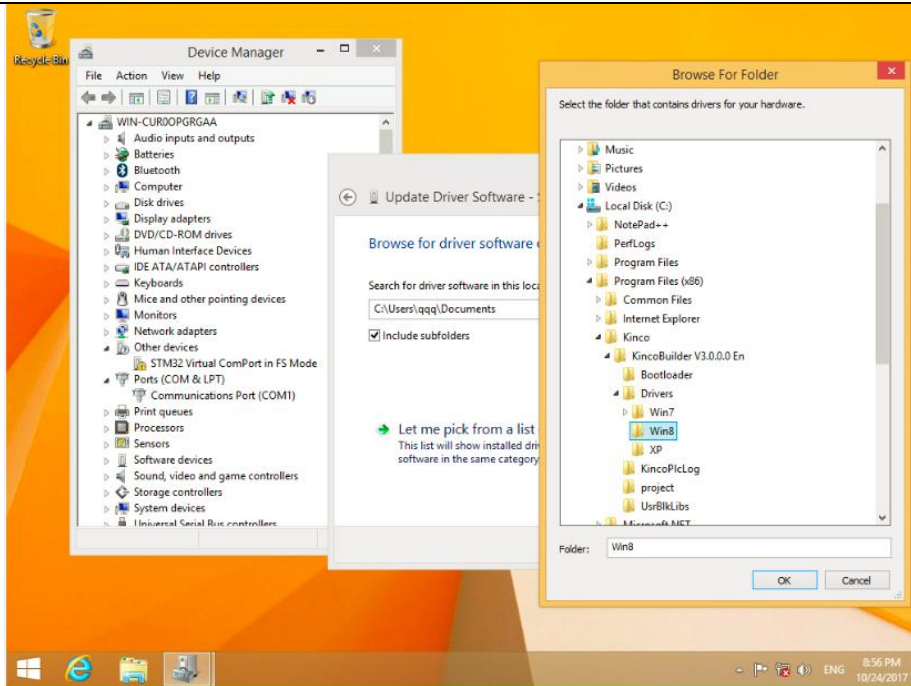 Recycle Bin
Device Manager
File Action View Help
WIN-CUR0OPGRGAA
Audio inputs and outputs
Batteries
Bluetooth
Computer
Disk drives
Display adapters
DVD/CD-ROM drives
Human Interface Devices
IDE ATA/ATAPI controllers
Keyboards
Mice and other pointing devices
Monitors
Network adapters
Other devices
STM32 Virtual ComPort in FS Mode
Ports (COM & LPT)
Communications Port (COM1)
Print queues
Processors
Sensors
Software devices
Sound, video and game controllers
Storage controllers
System devices
Universal Serial Bus controllers
Update Driver Software -
Browse for driver software
Search for driver software in this loca
C:\Users\qqq\Documents
Include subfolders
Let me pick from a list
This list will show installed dri
software in the same category
Browse For Folder
Select the folder that contains drivers for your hardware.
Music
Pictures
Videos
Local Disk (C:)
NotePad++
PerfLogs
Program Files
Program Files (x86)
Common Files
Internet Explorer
Kinco
KincoBuilder V3.0.0.0 En
Bootloader
Drivers
Win7
Win8
XP
KincoPlcLog
project
UsrBlkLibs
Microsoft.NET
Folder: Win8
OK Cancel
ENG 8:56 PM
10/24/2017